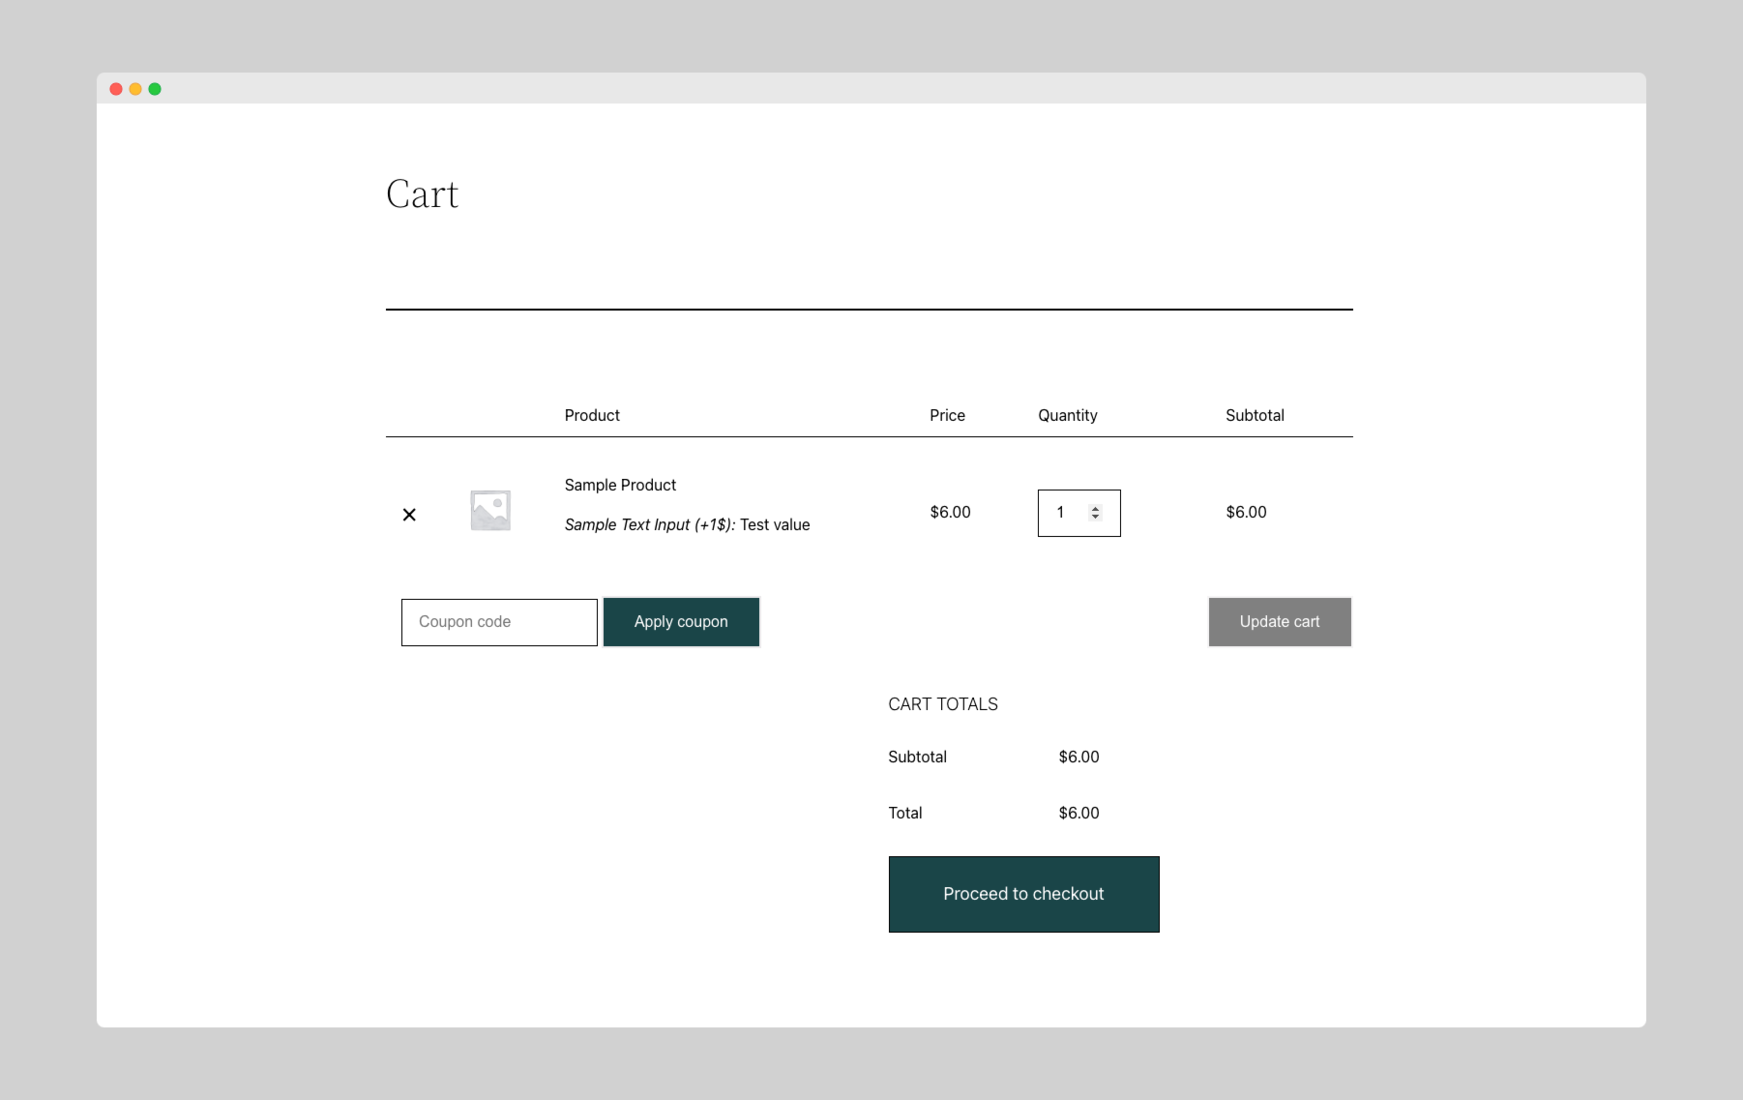 Cart
Product Price Quantity Subtotal
Sample Product
Sample Text Input (+1$): Test value
$6.00 1 $6.00
Coupon code Apply coupon Update cart
CART TOTALS
Subtotal $6.00
Total $6.00
Proceed to checkout